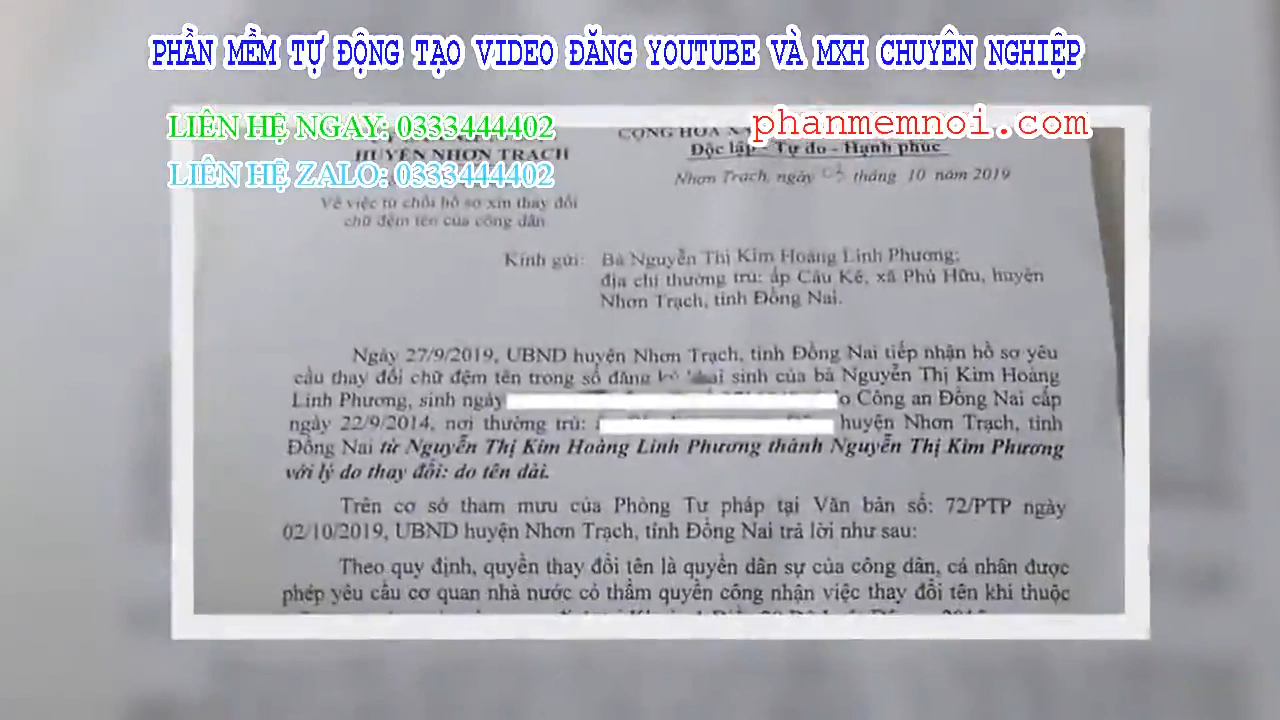 PHẦN MỀM TỰ ĐỘNG TẠO VIDEO ĐĂNG YOUTUBE VÀ MXH CHUYÊN NGHIỆP
LIÊN HỆ NGAY: 0333444402
phanmemnoi.com
LIÊN HỆ ZALO: 0333444402
CỘNG HÒA X
HUYỆN NHƠN TRẠCH
Độc lập - Tự do - Hạnh phúc
Nhơn Trạch, ngày 03 tháng 10 năm 2019
Về việc từ chối hồ sơ xin thay đổi
chữ đệm tên của công dân
Kính gửi: Bà Nguyễn Thị Kim Hoàng Linh Phương;
địa chỉ thường trú: ấp Câu Kê, xã Phú Hữu, huyện
Nhơn Trạch, tỉnh Đồng Nai.
Ngày 27/9/2019, UBND huyện Nhơn Trạch, tỉnh Đồng Nai tiếp nhận hồ sơ yêu
cầu thay đổi chữ đệm tên trong sổ đăng ký khai sinh của bà Nguyễn Thị Kim Hoàng
Linh Phương, sinh ngày Công an Đồng Nai cấp
ngày 22/9/2014, nơi thường trú: huyện Nhơn Trạch, tỉnh
Đồng Nai từ Nguyễn Thị Kim Hoàng Linh Phương thành Nguyễn Thị Kim Phương
với lý do thay đổi: do tên dài.
Trên cơ sở tham mưu của Phòng Tư pháp tại Văn bản số: 72/PTP ngày
02/10/2019, UBND huyện Nhơn Trạch, tỉnh Đồng Nai trả lời như sau:
Theo quy định, quyền thay đổi tên là quyền dân sự của công dân, cá nhân được
phép yêu cầu cơ quan nhà nước có thẩm quyền công nhận việc thay đổi tên khi thuộc